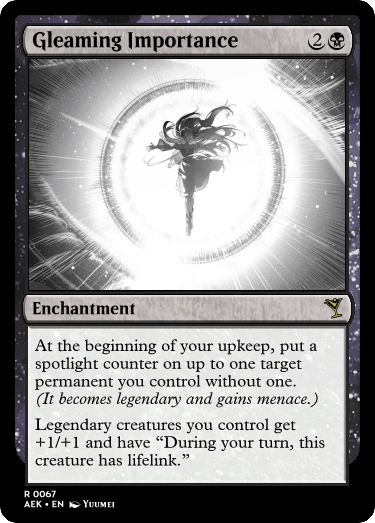 Gleaming Importance 2
Enchantment
At the beginning of your upkeep, put a
spotlight counter on up to one target
permanent you control without one.
(It becomes legendary and gains menace.)
Legendary creatures you control get
+1/+1 and have “During your turn, this
creature has lifelink.”
R 0067
AEK • EN Yuumei